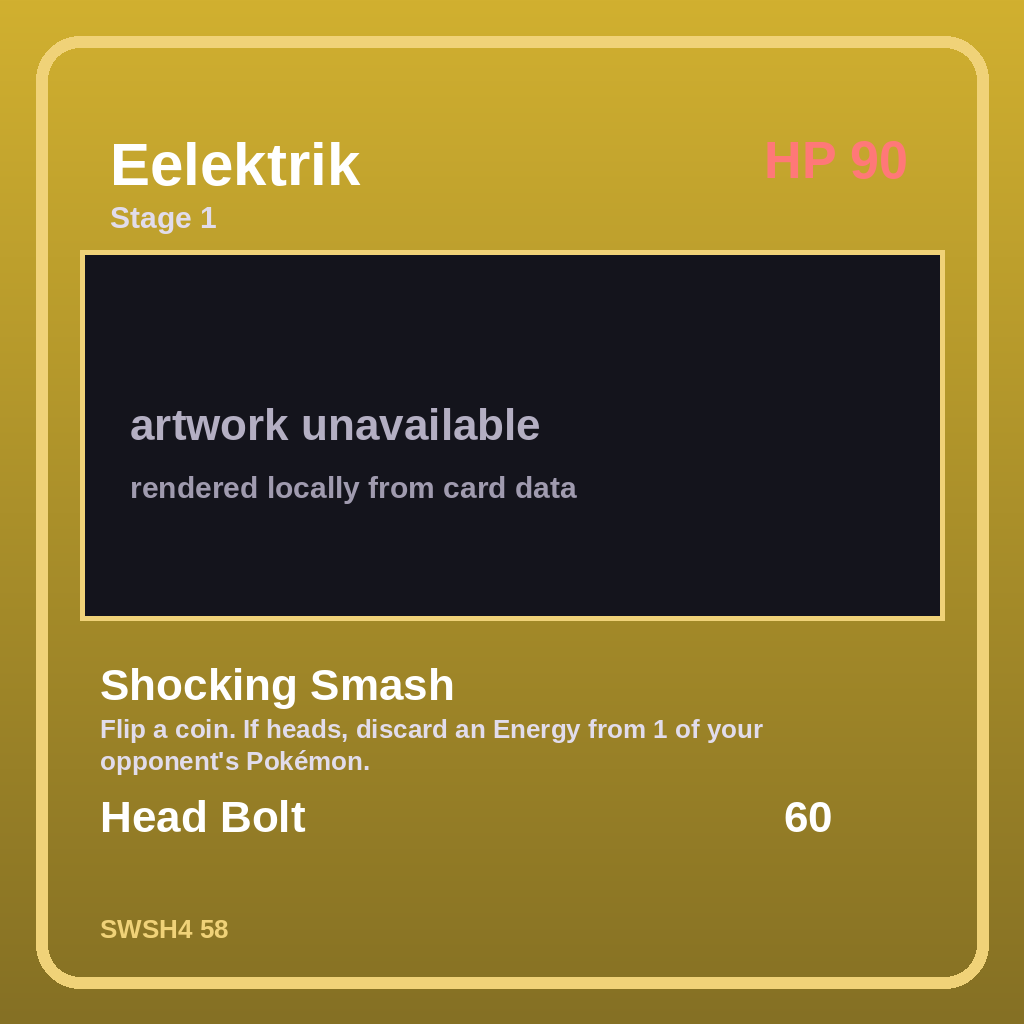 Eelektrik
HP 90
Stage 1
artwork unavailable
rendered locally from card data
Shocking Smash
Flip a coin. If heads, discard an Energy from 1 of your
opponent's Pokémon.
Head Bolt 60
SWSH4 58